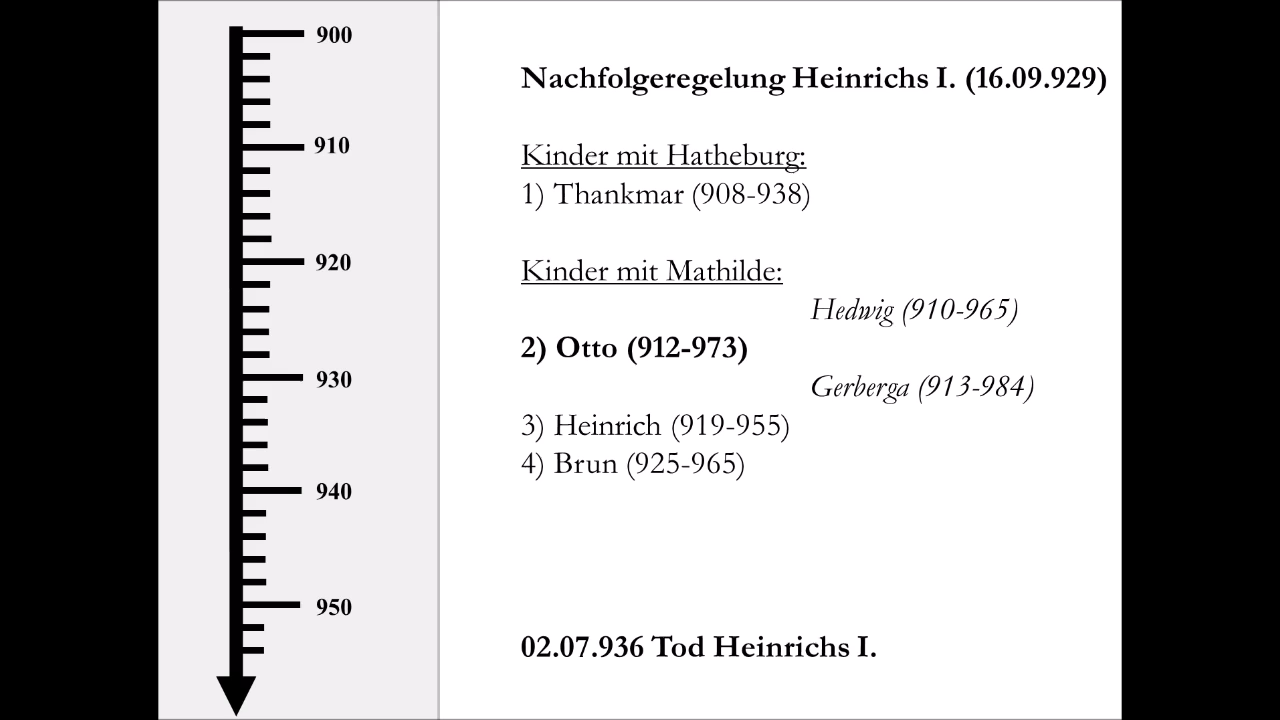 900
910
920
930
940
950
Nachfolgeregelung Heinrichs I. (16.09.929)
Kinder mit Hatheburg:
1) Thankmar (908-938)
Kinder mit Mathilde:
Hedwig (910-965)
2) Otto (912-973)
Gerberga (913-984)
3) Heinrich (919-955)
4) Brun (925-965)
02.07.936 Tod Heinrichs I.